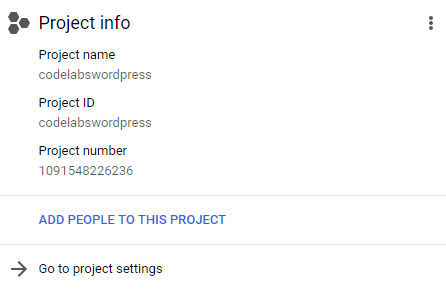 Project info
Project name
codelabswordpress
Project ID
codelabswordpress
Project number
1091548226236
ADD PEOPLE TO THIS PROJECT
Go to project settings